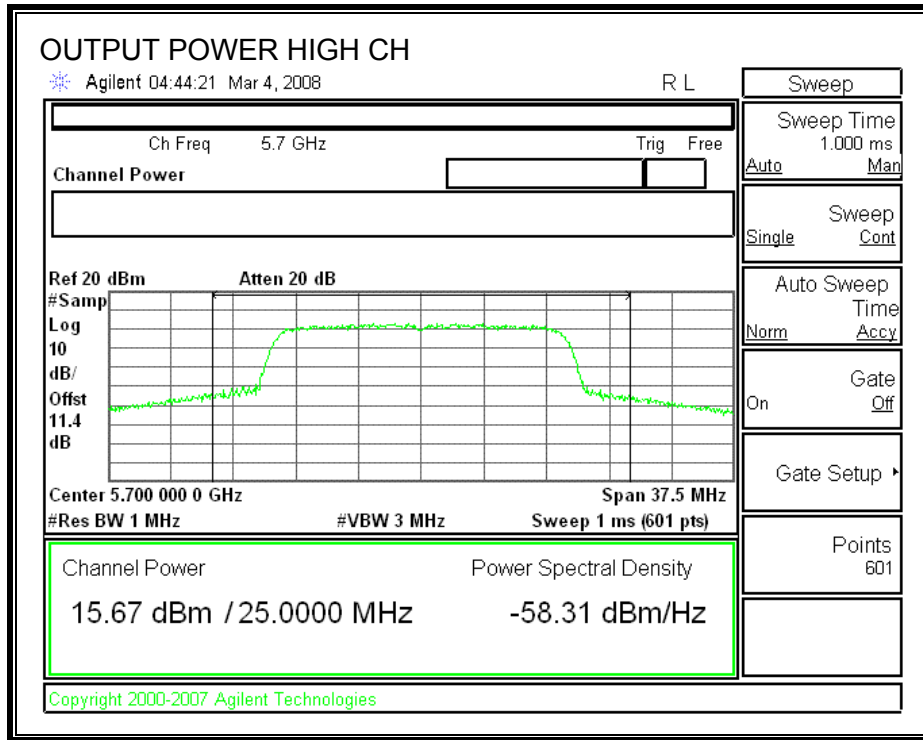 OUTPUT POWER HIGH CH
Agilent 04:44:21 Mar 4, 2008 R L
Ch Freq 5.7 GHz Trig Free
Channel Power
Ref 20 dBm Atten 20 dB
#Samp
Log
10
dB/
Offst
11.4
dB
Center 5.700 000 0 GHz Span 37.5 MHz
#Res BW 1 MHz #VBW 3 MHz Sweep 1 ms (601 pts)
Channel Power Power Spectral Density
15.67 dBm / 25.0000 MHz -58.31 dBm/Hz
Copyright 2000-2007 Agilent Technologies
Sweep
Sweep Time
1.000 ms
Auto Man
Sweep
Single Cont
Auto Sweep
Time
Norm Accy
Gate
On Off
Gate Setup
Points
601